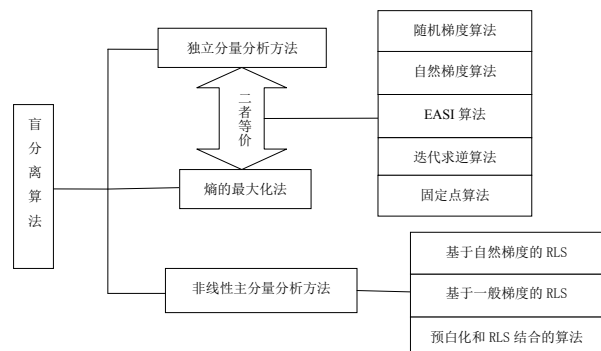 盲分离算法
独立分量分析方法
二者等价
熵的最大化法
非线性主分量分析方法
随机梯度算法
自然梯度算法
EASI 算法
迭代求逆算法
固定点算法
基于自然梯度的 RLS
基于一般梯度的 RLS
预白化和 RLS 结合的算法